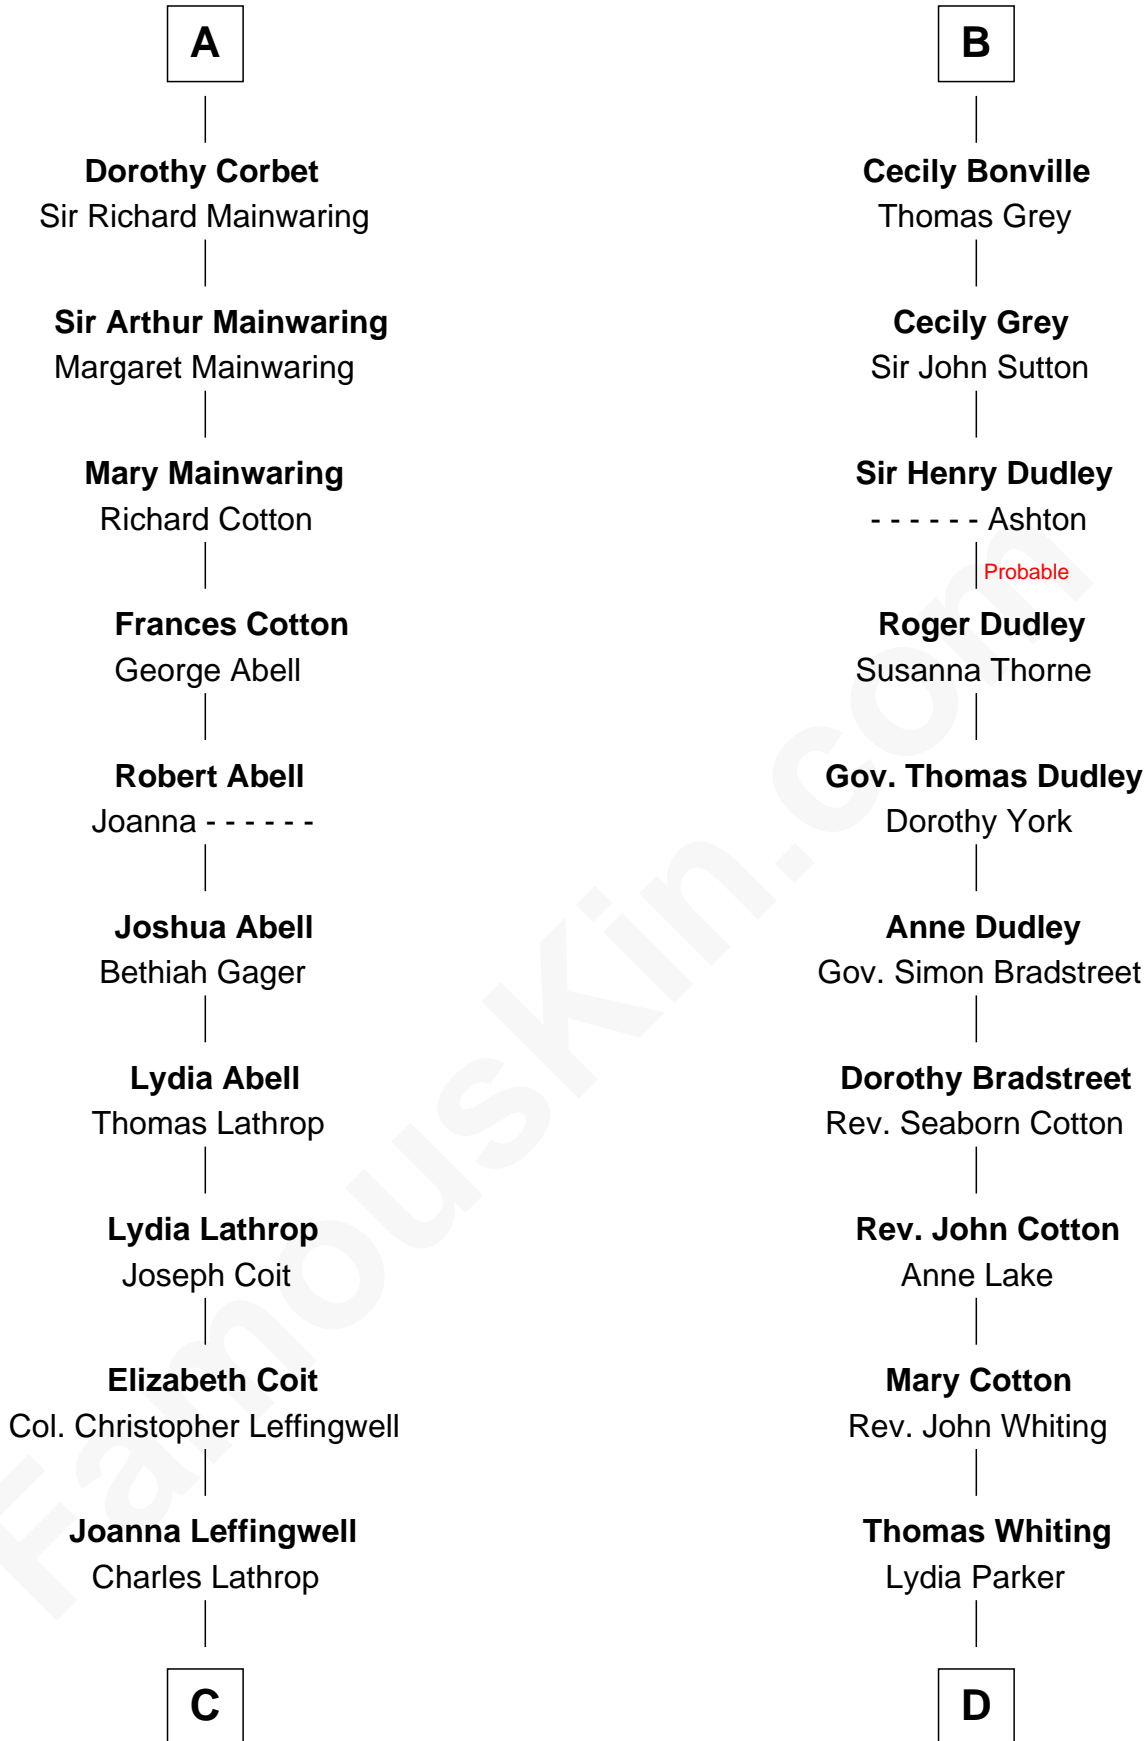 A
Dorothy Corbet
Sir Richard Mainwaring
Sir Arthur Mainwaring
Margaret Mainwaring
Mary Mainwaring
Richard Cotton
Frances Cotton
George Abell
Robert Abell
Joanna - - - - - -
Joshua Abell
Bethiah Gager
Lydia Abell
Thomas Lathrop
Lydia Lathrop
Joseph Coit
Elizabeth Coit
Col. Christopher Leffingwell
Joanna Leffingwell
Charles Lathrop
C
B
Cecily Bonville
Thomas Grey
Cecily Grey
Sir John Sutton
Sir Henry Dudley
- - - - - - Ashton
Probable
Roger Dudley
Susanna Thorne
Gov. Thomas Dudley
Dorothy York
Anne Dudley
Gov. Simon Bradstreet
Dorothy Bradstreet
Rev. Seaborn Cotton
Rev. John Cotton
Anne Lake
Mary Cotton
Rev. John Whiting
Thomas Whiting
Lydia Parker
D
FamousKin.com